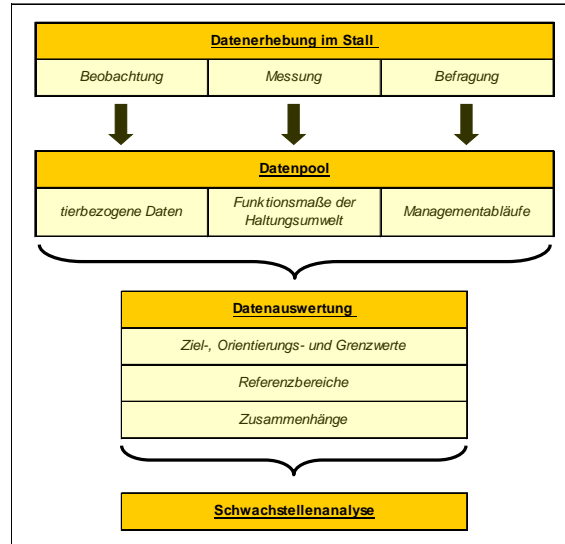 Datenerhebung im Stall
Beobachtung
Messung
Befragung
Datenpool
tierbezogene Daten
Funktionsmaße der
Haltungsumwelt
Managementabläufe
Datenauswertung
Ziel-, Orientierungs- und Grenzwerte
Referenzbereiche
Zusammenhänge
Schwachstellenanalyse